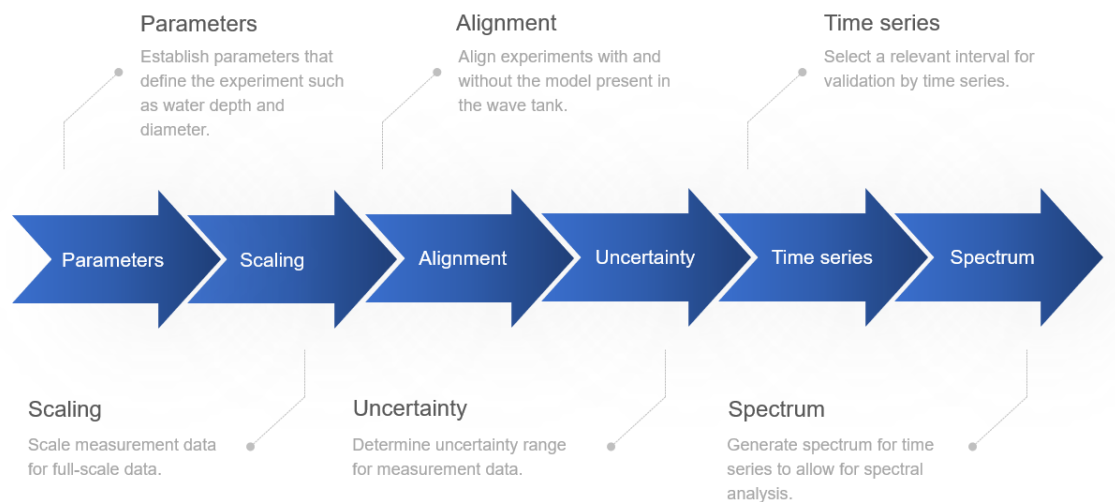 Parameters
Establish parameters that
define the experiment such
as water depth and
diameter.
Alignment
Align experiments with and
without the model present in
the wave tank.
Time series
Select a relevant interval for
validation by time series.
Parameters
Scaling
Alignment
Uncertainty
Time series
Spectrum
Scaling
Scale measurement data
for full-scale data.
Uncertainty
Determine uncertainty range
for measurement data.
Spectrum
Generate spectrum for time
series to allow for spectral
analysis.